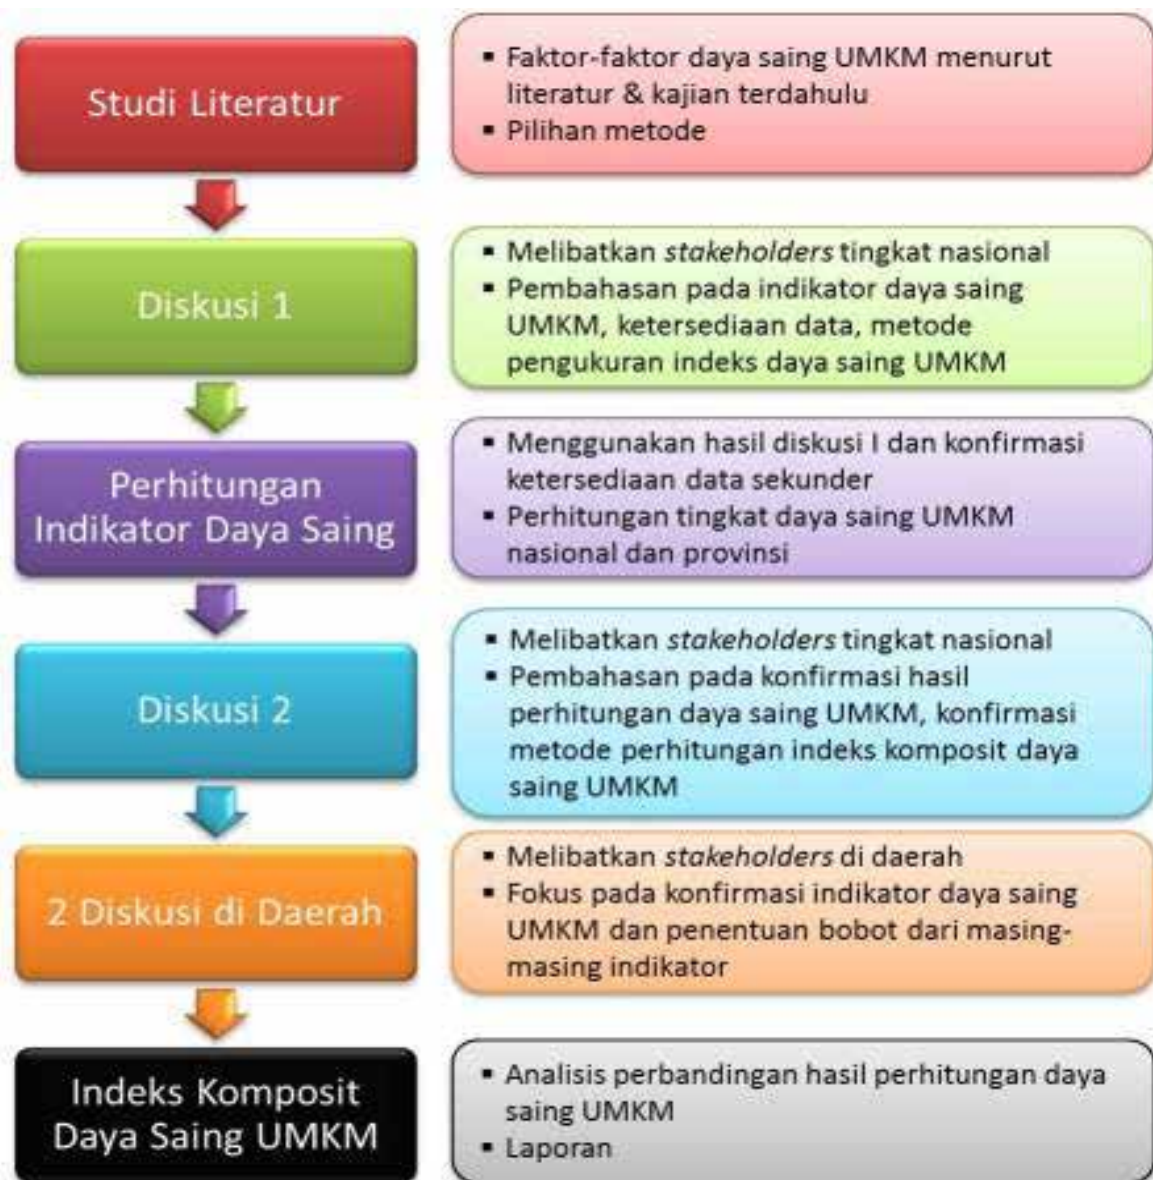 Studi Literatur
▪ Faktor-faktor daya saing UMKM menurut
literatur & kajian terdahulu
▪ Pilihan metode
Diskusi 1
▪ Melibatkan stakeholders tingkat nasional
▪ Pembahasan pada indikator daya saing
UMKM, ketersediaan data, metode
pengukuran indeks daya saing UMKM
Perhitungan
Indikator Daya Saing
▪ Menggunakan hasil diskusi I dan konfirmasi
ketersediaan data sekunder
▪ Perhitungan tingkat daya saing UMKM
nasional dan provinsi
Diskusi 2
▪ Melibatkan stakeholders tingkat nasional
▪ Pembahasan pada konfirmasi hasil
perhitungan daya saing UMKM, konfirmasi
metode perhitungan indeks komposit daya
saing UMKM
2 Diskusi di Daerah
▪ Melibatkan stakeholders di daerah
▪ Fokus pada konfirmasi indikator daya saing
UMKM dan penentuan bobot dari masing-
masing indikator
Indeks Komposit
Daya Saing UMKM
▪ Analisis perbandingan hasil perhitungan daya
saing UMKM
▪ Laporan